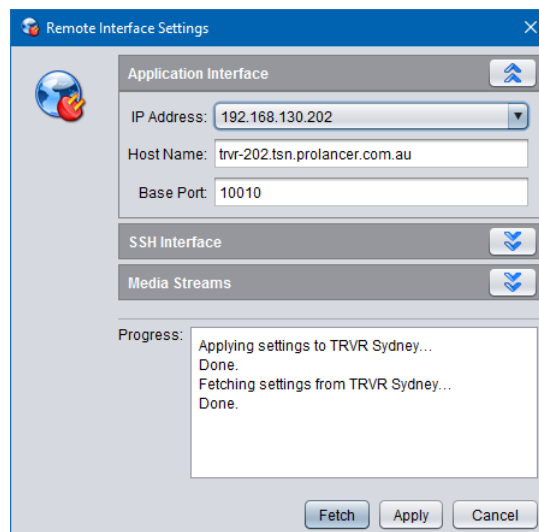 Remote Interface Settings
Application Interface
IP Address: 192.168.130.202
Host Name: trvr-202.tsn.prolancer.com.au
Base Port: 10010
SSH Interface
Media Streams
Progress:
Applying settings to TRVR Sydney...
Done.
Fetching settings from TRVR Sydney...
Done.
Fetch Apply Cancel